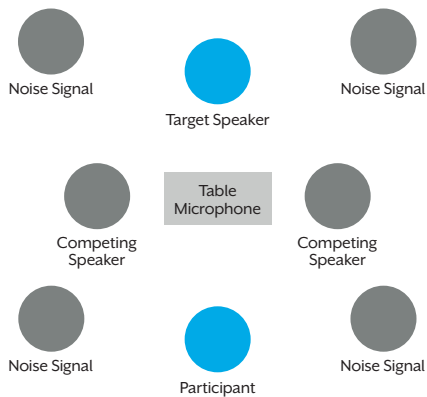 Noise Signal
Noise Signal
Target Speaker
Table
Microphone
Competing
Speaker
Competing
Speaker
Noise Signal
Noise Signal
Participant